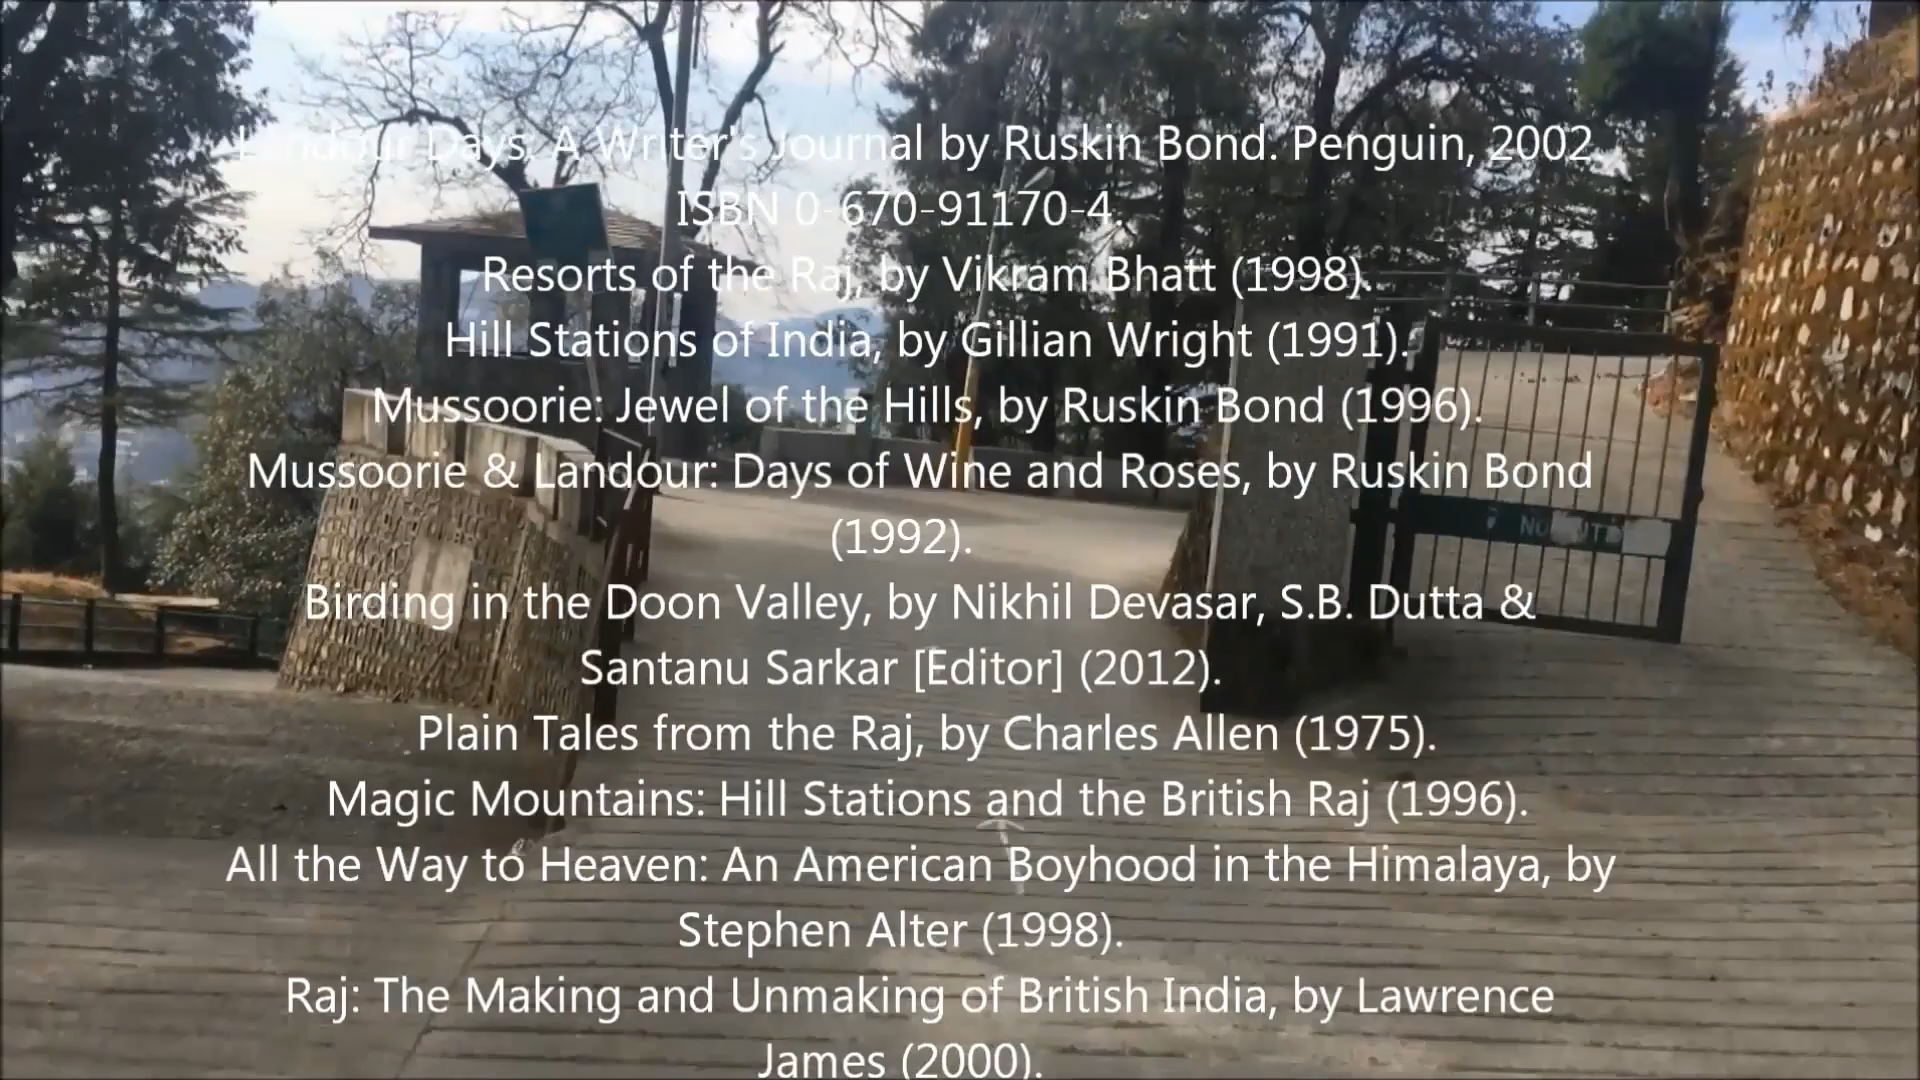 Landour Days: A Writer's Journal by Ruskin Bond. Penguin, 2002.
ISBN 0-670-91170-4.
Resorts of the Raj, by Vikram Bhatt (1998).
Hill Stations of India, by Gillian Wright (1991).
Mussoorie: Jewel of the Hills, by Ruskin Bond (1996).
Mussoorie & Landour: Days of Wine and Roses, by Ruskin Bond
(1992).
Birding in the Doon Valley, by Nikhil Devasar, S.B. Dutta &
Santanu Sarkar [Editor] (2012).
Plain Tales from the Raj, by Charles Allen (1975).
Magic Mountains: Hill Stations and the British Raj (1996).
All the Way to Heaven: An American Boyhood in the Himalaya, by
Stephen Alter (1998).
Raj: The Making and Unmaking of British India, by Lawrence
James (2000).